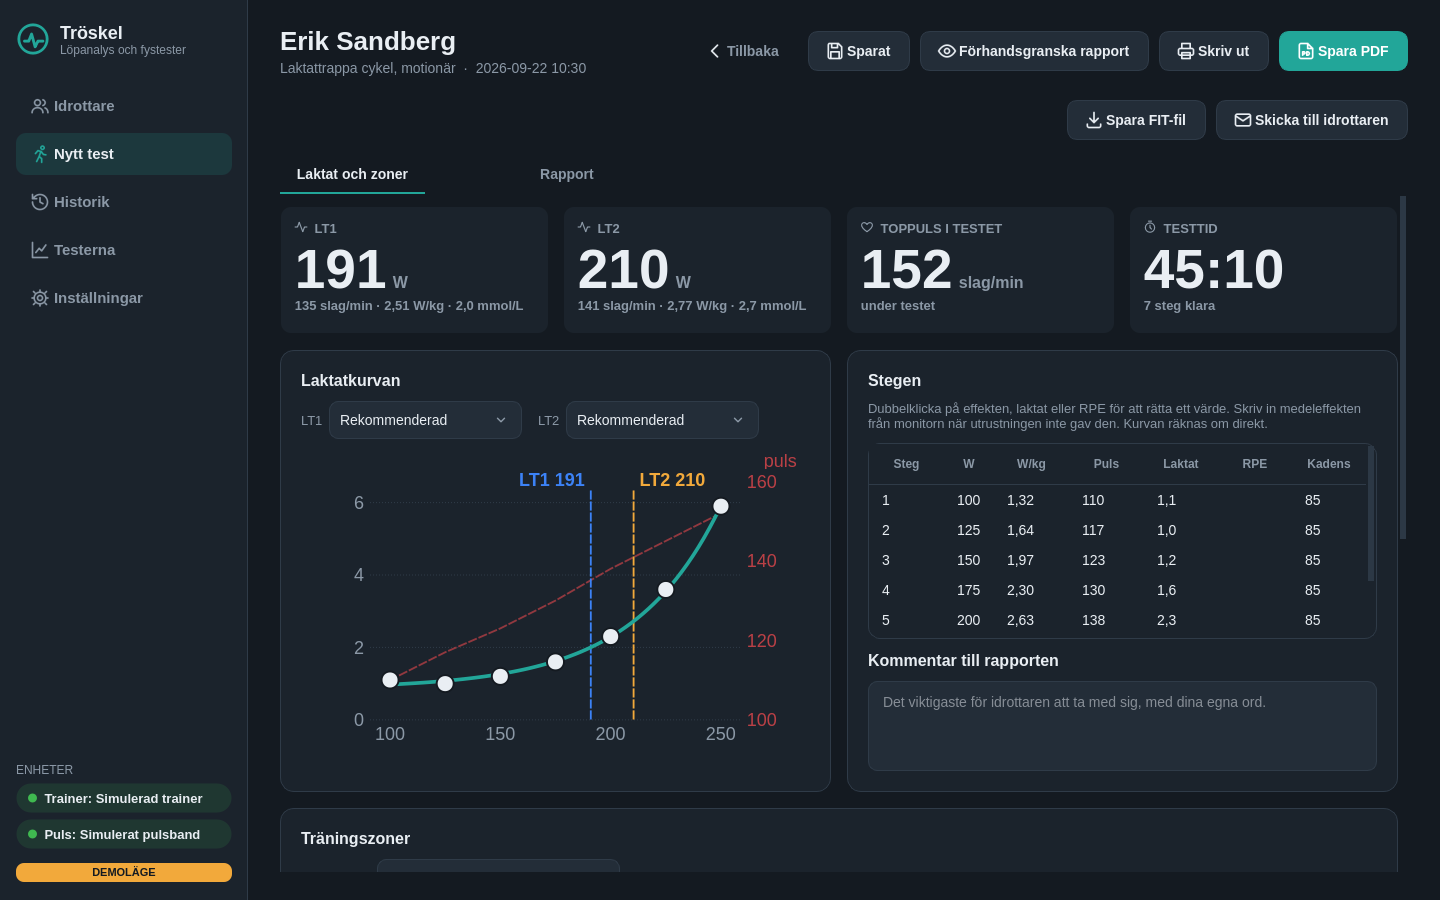 Tröskel
Löpanalys och fystester
Idrottare
Nytt test
Historik
Testerna
Inställningar
ENHETER
Trainer: Simulerad trainer
Puls: Simulerat pulsband
DEMOLÄGE
Erik Sandberg
Laktattrappa cykel, motionär · 2026-09-22 10:30
Tillbaka
Sparat
Förhandsgranska rapport
Skriv ut
Spara PDF
Spara FIT-fil
Skicka till idrottaren
Laktat och zoner
Rapport
LT1
191 W
135 slag/min · 2,51 W/kg · 2,0 mmol/L
LT2
210 W
141 slag/min · 2,77 W/kg · 2,7 mmol/L
TOPPULS I TESTET
152 slag/min
under testet
TESTTID
45:10
7 steg klara
Laktatkurvan
LT1 Rekommenderad
LT2 Rekommenderad
puls
LT1 191
LT2 210
160
6
140
4
120
2
100
0
100 150 200 250
Stegen
Dubbelklicka på effekten, laktat eller RPE för att rätta ett värde. Skriv in medeleffekten
från monitorn när utrustningen inte gav den. Kurvan räknas om direkt.
Steg W W/kg Puls Laktat RPE Kadens
1 100 1,32 110 1,1 85
2 125 1,64 117 1,0 85
3 150 1,97 123 1,2 85
4 175 2,30 130 1,6 85
5 200 2,63 138 2,3 85
Kommentar till rapporten
Det viktigaste för idrottaren att ta med sig, med dina egna ord.
Träningszoner